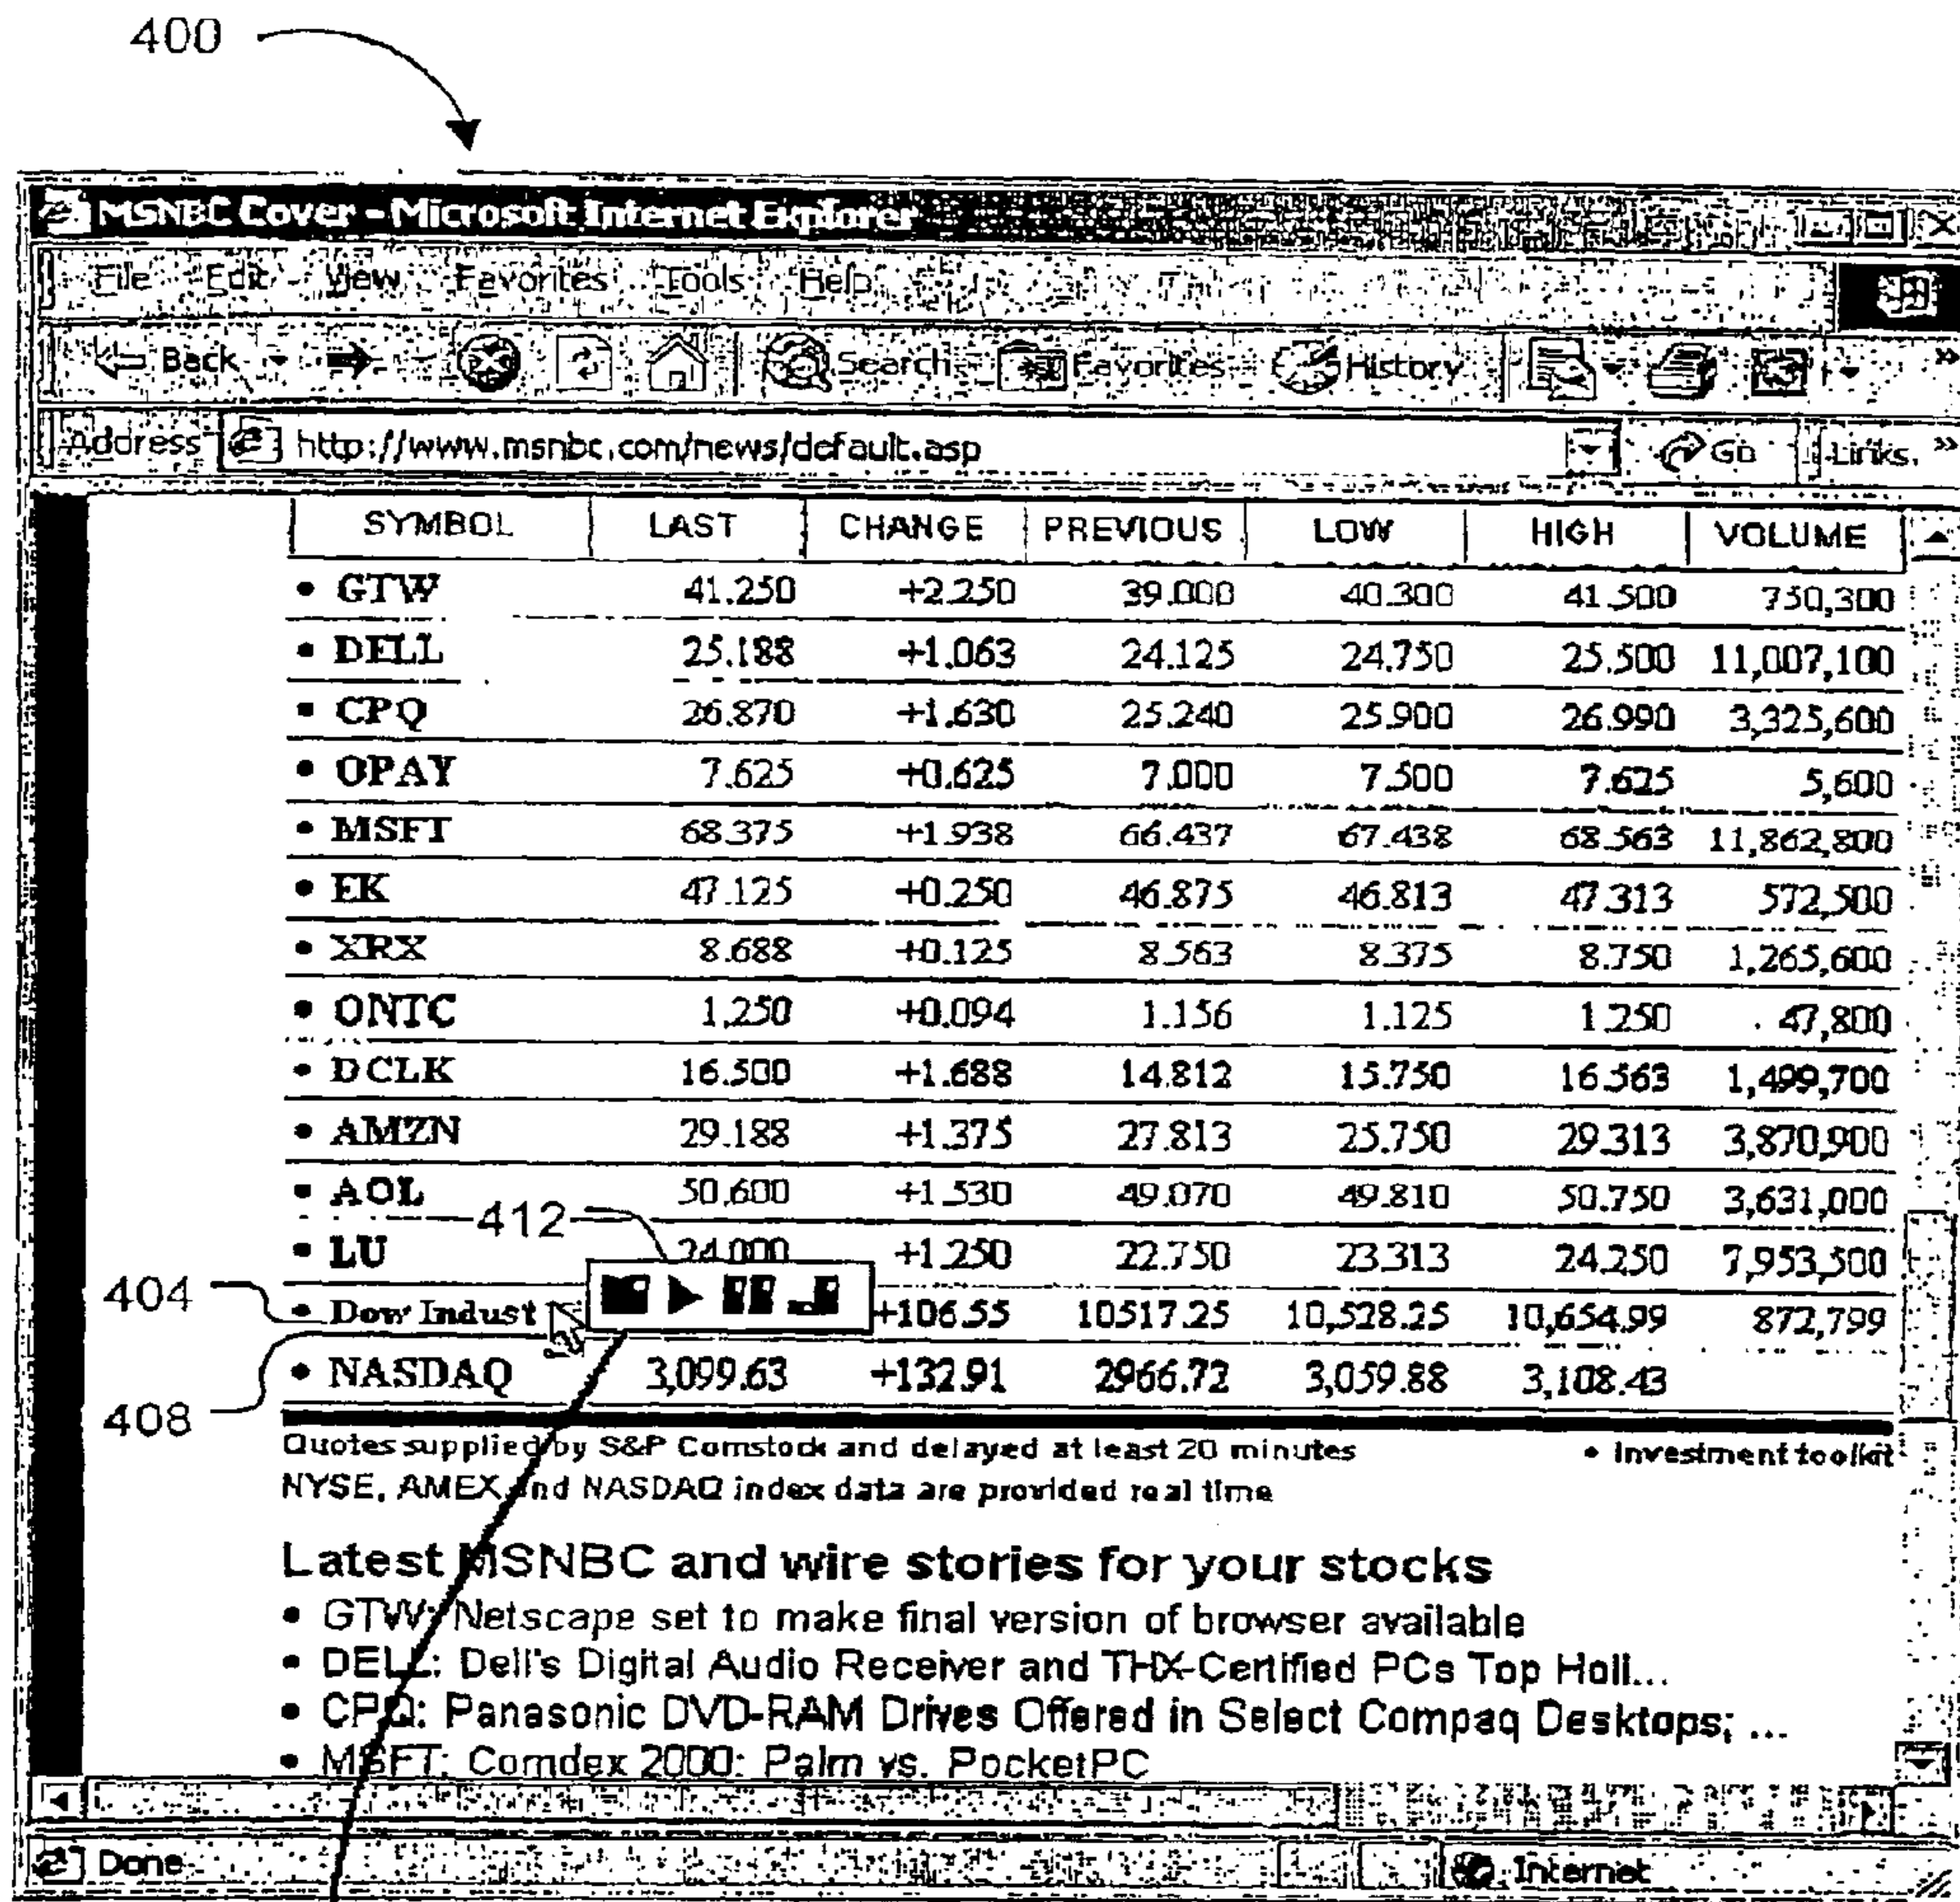 400
MSNBC Cover - Microsoft Internet Explorer
File Edit View Favorites Tools Help
Back Search Favorites History
Address http://www.msnbc.com/news/default.asp Go Links »
SYMBOL LAST CHANGE PREVIOUS LOW HIGH VOLUME
• GTW 41.250 +2.250 39.000 40.300 41.500 730,300
• DELL 25.188 +1.063 24.125 24.750 25.500 11,007,100
• CPQ 26.870 +1.630 25.240 25.900 26.990 3,325,600
• OPAY 7.625 +0.625 7.000 7.500 7.625 5,600
• MSFT 68.375 +1.938 66.437 67.438 68.563 11,862,800
• EK 47.125 +0.250 46.875 46.813 47.313 572,500
• XRX 8.688 +0.125 8.563 8.375 8.750 1,265,600
• ONTC 1.250 +0.094 1.156 1.125 1.250 47,800
• DCLK 16.500 +1.688 14.812 15.750 16.563 1,499,700
• AMZN 29.188 +1.375 27.813 25.750 29.313 3,870,900
• AOL 50.600 +1.530 49.070 49.810 50.750 3,631,000
412
• LU 24.000 +1.250 22.750 23.313 24.250 7,953,500
404 • Dow Indust +106.55 10517.25 10,528.25 10,654.99 872,799
• NASDAQ 3,099.63 +132.91 2966.72 3,059.88 3,108.43
408
Quotes supplied by S&P Comstock and delayed at least 20 minutes • Investment toolkit
NYSE, AMEX and NASDAQ index data are provided real time
Latest MSNBC and wire stories for your stocks
• GTW: Netscape set to make final version of browser available
• DELL: Dell's Digital Audio Receiver and THX-Certified PCs Top Holi...
• CPQ: Panasonic DVD-RAM Drives Offered in Select Compaq Desktops; ...
• MSFT: Comdex 2000: Palm vs. PocketPC
Done Internet